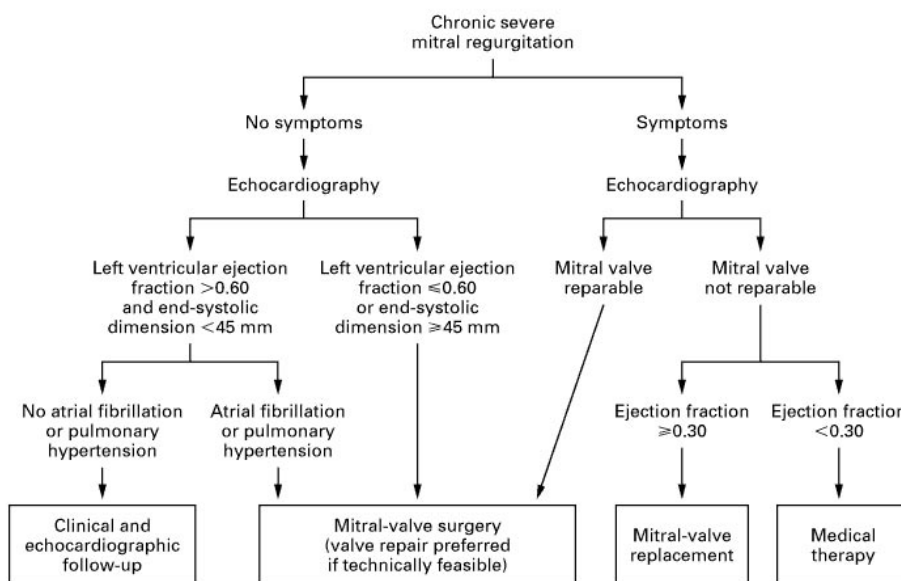 Chronic severe
mitral regurgitation
No symptoms
Symptoms
Echocardiography
Echocardiography
Left ventricular ejection
fraction >0.60
and end-systolic
dimension <45 mm
Left ventricular ejection
fraction ≤0.60
or end-systolic
dimension ≥45 mm
Mitral valve
reparable
Mitral valve
not reparable
No atrial fibrillation
or pulmonary
hypertension
Atrial fibrillation
or pulmonary
hypertension
Ejection fraction
≥0.30
Ejection fraction
<0.30
Clinical and
echocardiographic
follow-up
Mitral-valve surgery
(valve repair preferred
if technically feasible)
Mitral-valve
replacement
Medical
therapy